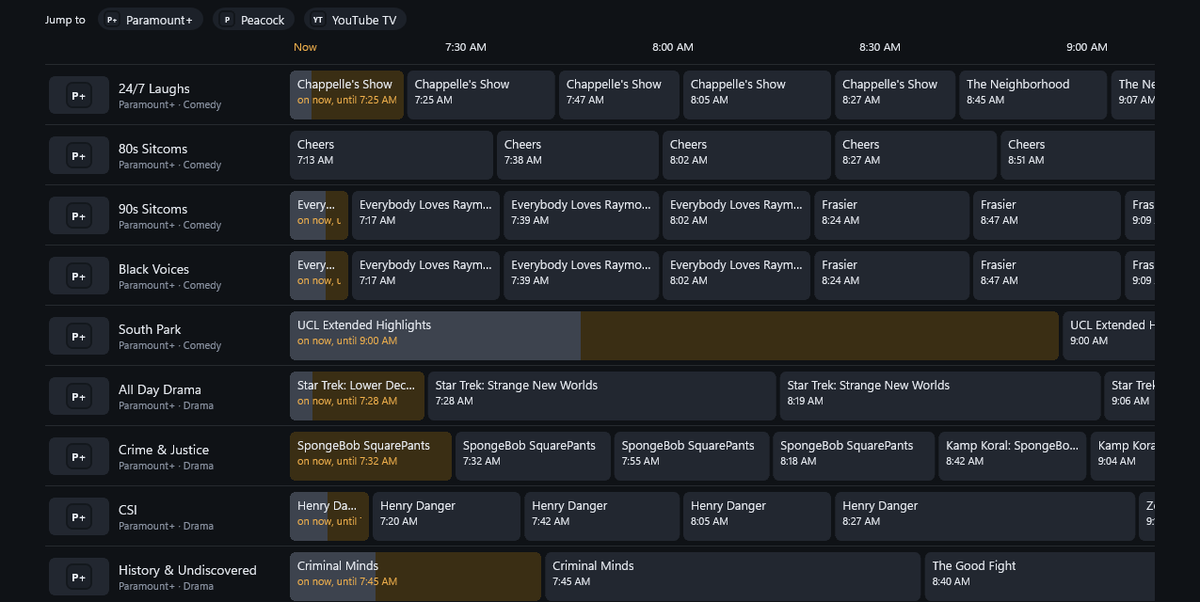 Jump to P+ Paramount+ P Peacock YT YouTube TV
Now 7:30 AM 8:00 AM 8:30 AM 9:00 AM
P+ 24/7 Laughs
Paramount+ · Comedy
Chappelle's Show Chappelle's Show Chappelle's Show Chappelle's Show Chappelle's Show The Neighborhood The Ne
on now, until 7:25 AM 7:25 AM 7:47 AM 8:05 AM 8:27 AM 8:45 AM 9:07 AM
P+ 80s Sitcoms
Paramount+ · Comedy
Cheers Cheers Cheers Cheers Cheers
7:13 AM 7:38 AM 8:02 AM 8:27 AM 8:51 AM
P+ 90s Sitcoms
Paramount+ · Comedy
Every... Everybody Loves Raym... Everybody Loves Raymo... Everybody Loves Raym... Frasier Frasier Fras
on now, u 7:17 AM 7:39 AM 8:02 AM 8:24 AM 8:47 AM 9:09
P+ Black Voices
Paramount+ · Comedy
Every... Everybody Loves Raym... Everybody Loves Raymo... Everybody Loves Raym... Frasier Frasier Fras
on now, u 7:17 AM 7:39 AM 8:02 AM 8:24 AM 8:47 AM 9:09
P+ South Park
Paramount+ · Comedy
UCL Extended Highlights UCL Extended H
on now, until 9:00 AM 9:00 AM
P+ All Day Drama
Paramount+ · Drama
Star Trek: Lower Dec... Star Trek: Strange New Worlds Star Trek: Strange New Worlds Star Trek
on now, until 7:28 AM 7:28 AM 8:19 AM 9:06 AM
P+ Crime & Justice
Paramount+ · Drama
SpongeBob SquarePants SpongeBob SquarePants SpongeBob SquarePants SpongeBob SquarePants Kamp Koral: SpongeBo... Kamp Kora
on now, until 7:32 AM 7:32 AM 7:55 AM 8:18 AM 8:42 AM 9:04 AM
P+ CSI
Paramount+ · Drama
Henry Da... Henry Danger Henry Danger Henry Danger Henry Danger
on now, until 7:20 AM 7:42 AM 8:05 AM 8:27 AM
P+ History & Undiscovered
Paramount+ · Drama
Criminal Minds Criminal Minds The Good Fight
on now, until 7:45 AM 7:45 AM 8:40 AM